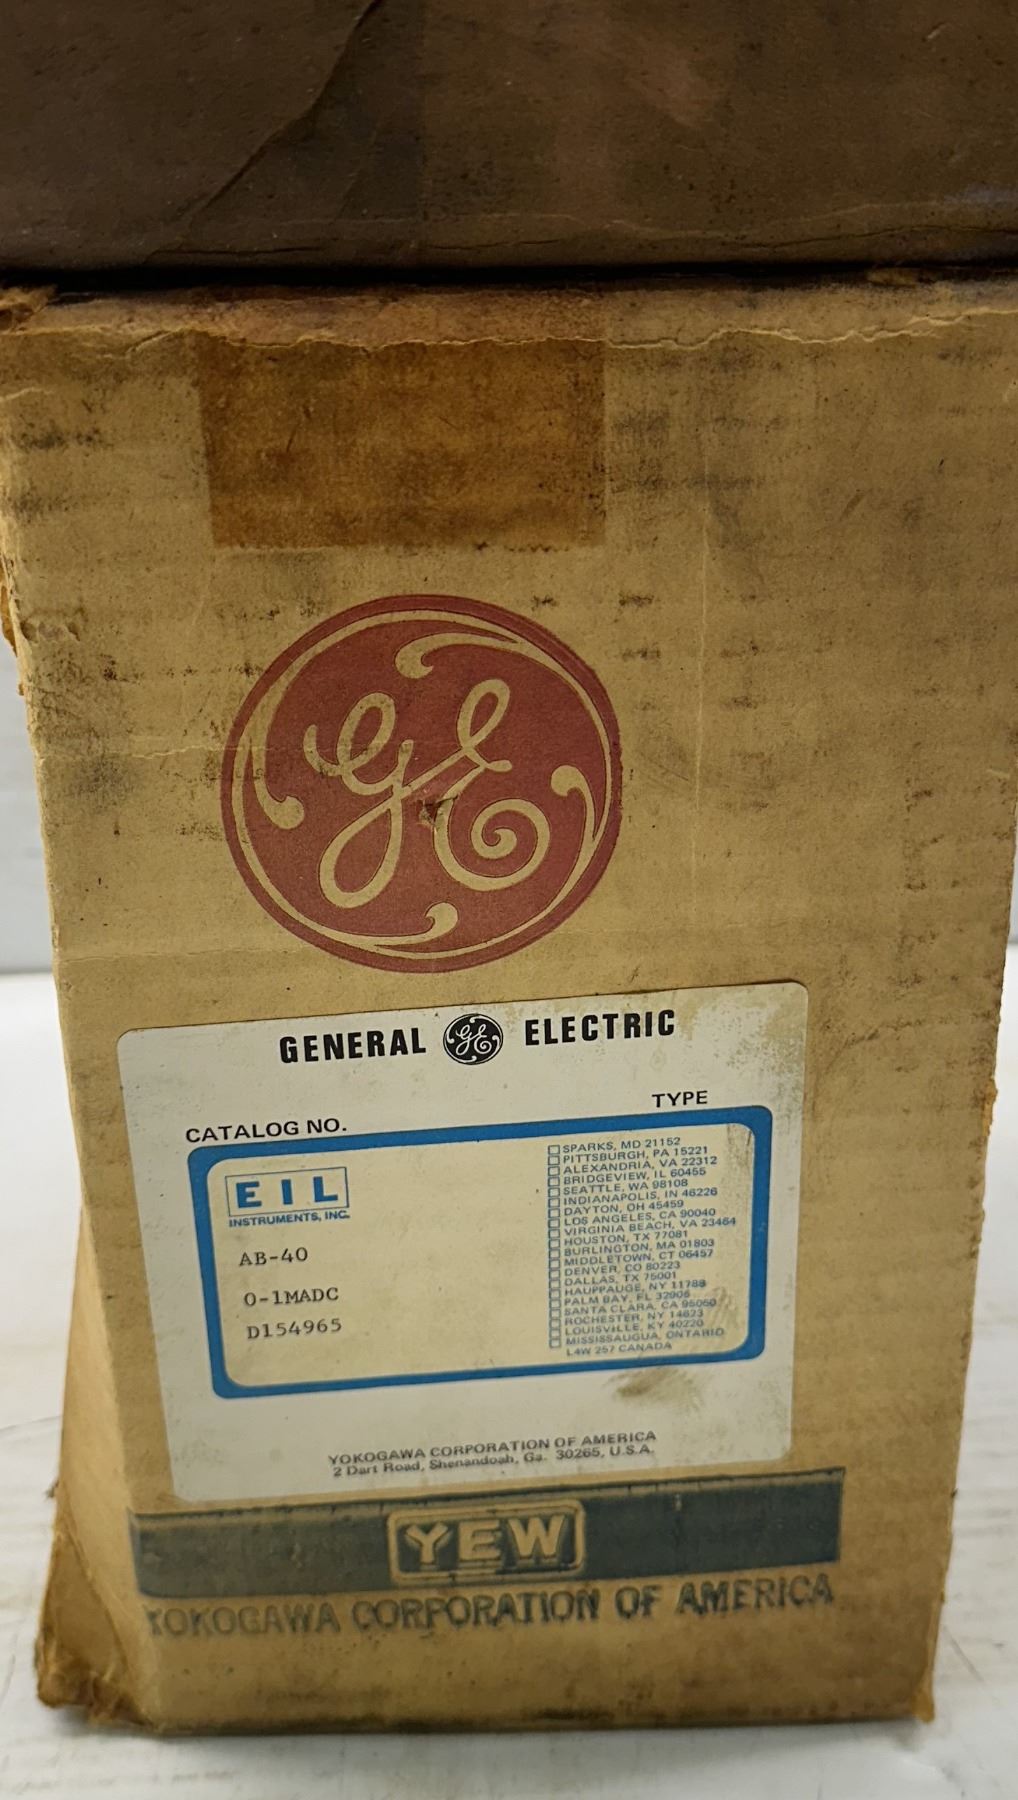 GE
GENERAL GE ELECTRIC
CATALOG NO.
TYPE
EIL
INSTRUMENTS, INC.
AB-40
0-1MADC
D154965
SPARKS, MD 21152
PITTSBURGH, PA 15221
ALEXANDRIA, VA 22312
BRIDGEVIEW, IL 60455
SEATTLE, WA 98108
INDIANAPOLIS, IN 46226
DAYTON, OH 45459
LOS ANGELES, CA 90040
VIRGINIA BEACH, VA 23464
HOUSTON, TX 77081
BURLINGTON, MA 01803
MIDDLETOWN, CT 06457
DENVER, CO 80223
DALLAS, TX 75001
HAUPPAUGE, NY 11788
PALM BAY, FL 32905
SANTA CLARA, CA 95050
ROCHESTER, NY 14623
LOUISVILLE, KY 40220
MISSISSAUGUA, ONTARIO
L4W 2S7 CANADA
YOKOGAWA CORPORATION OF AMERICA
2 Dart Road, Shenandoah, Ga. 30265, U.S.A.
YEW
YOKOGAWA CORPORATION OF AMERICA